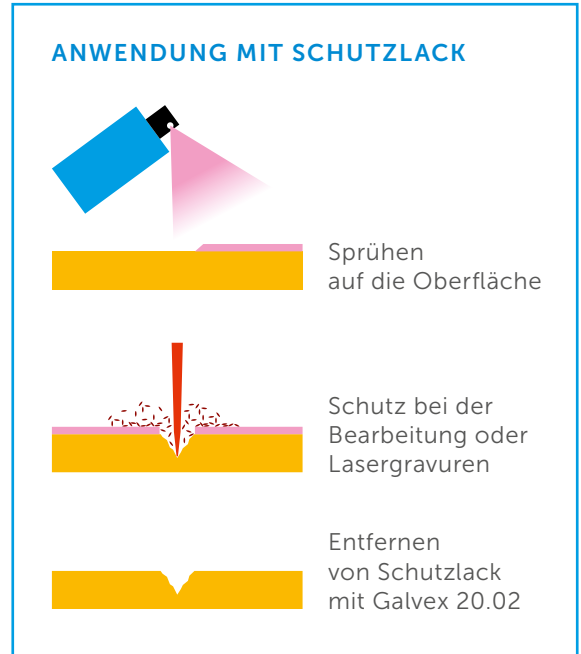 ANWENDUNG MIT SCHUTZLACK
Sprühen
auf die Oberfläche
Schutz bei der
Bearbeitung oder
Lasergravuren
Entfernen
von Schutzlack
mit Galvex 20.02